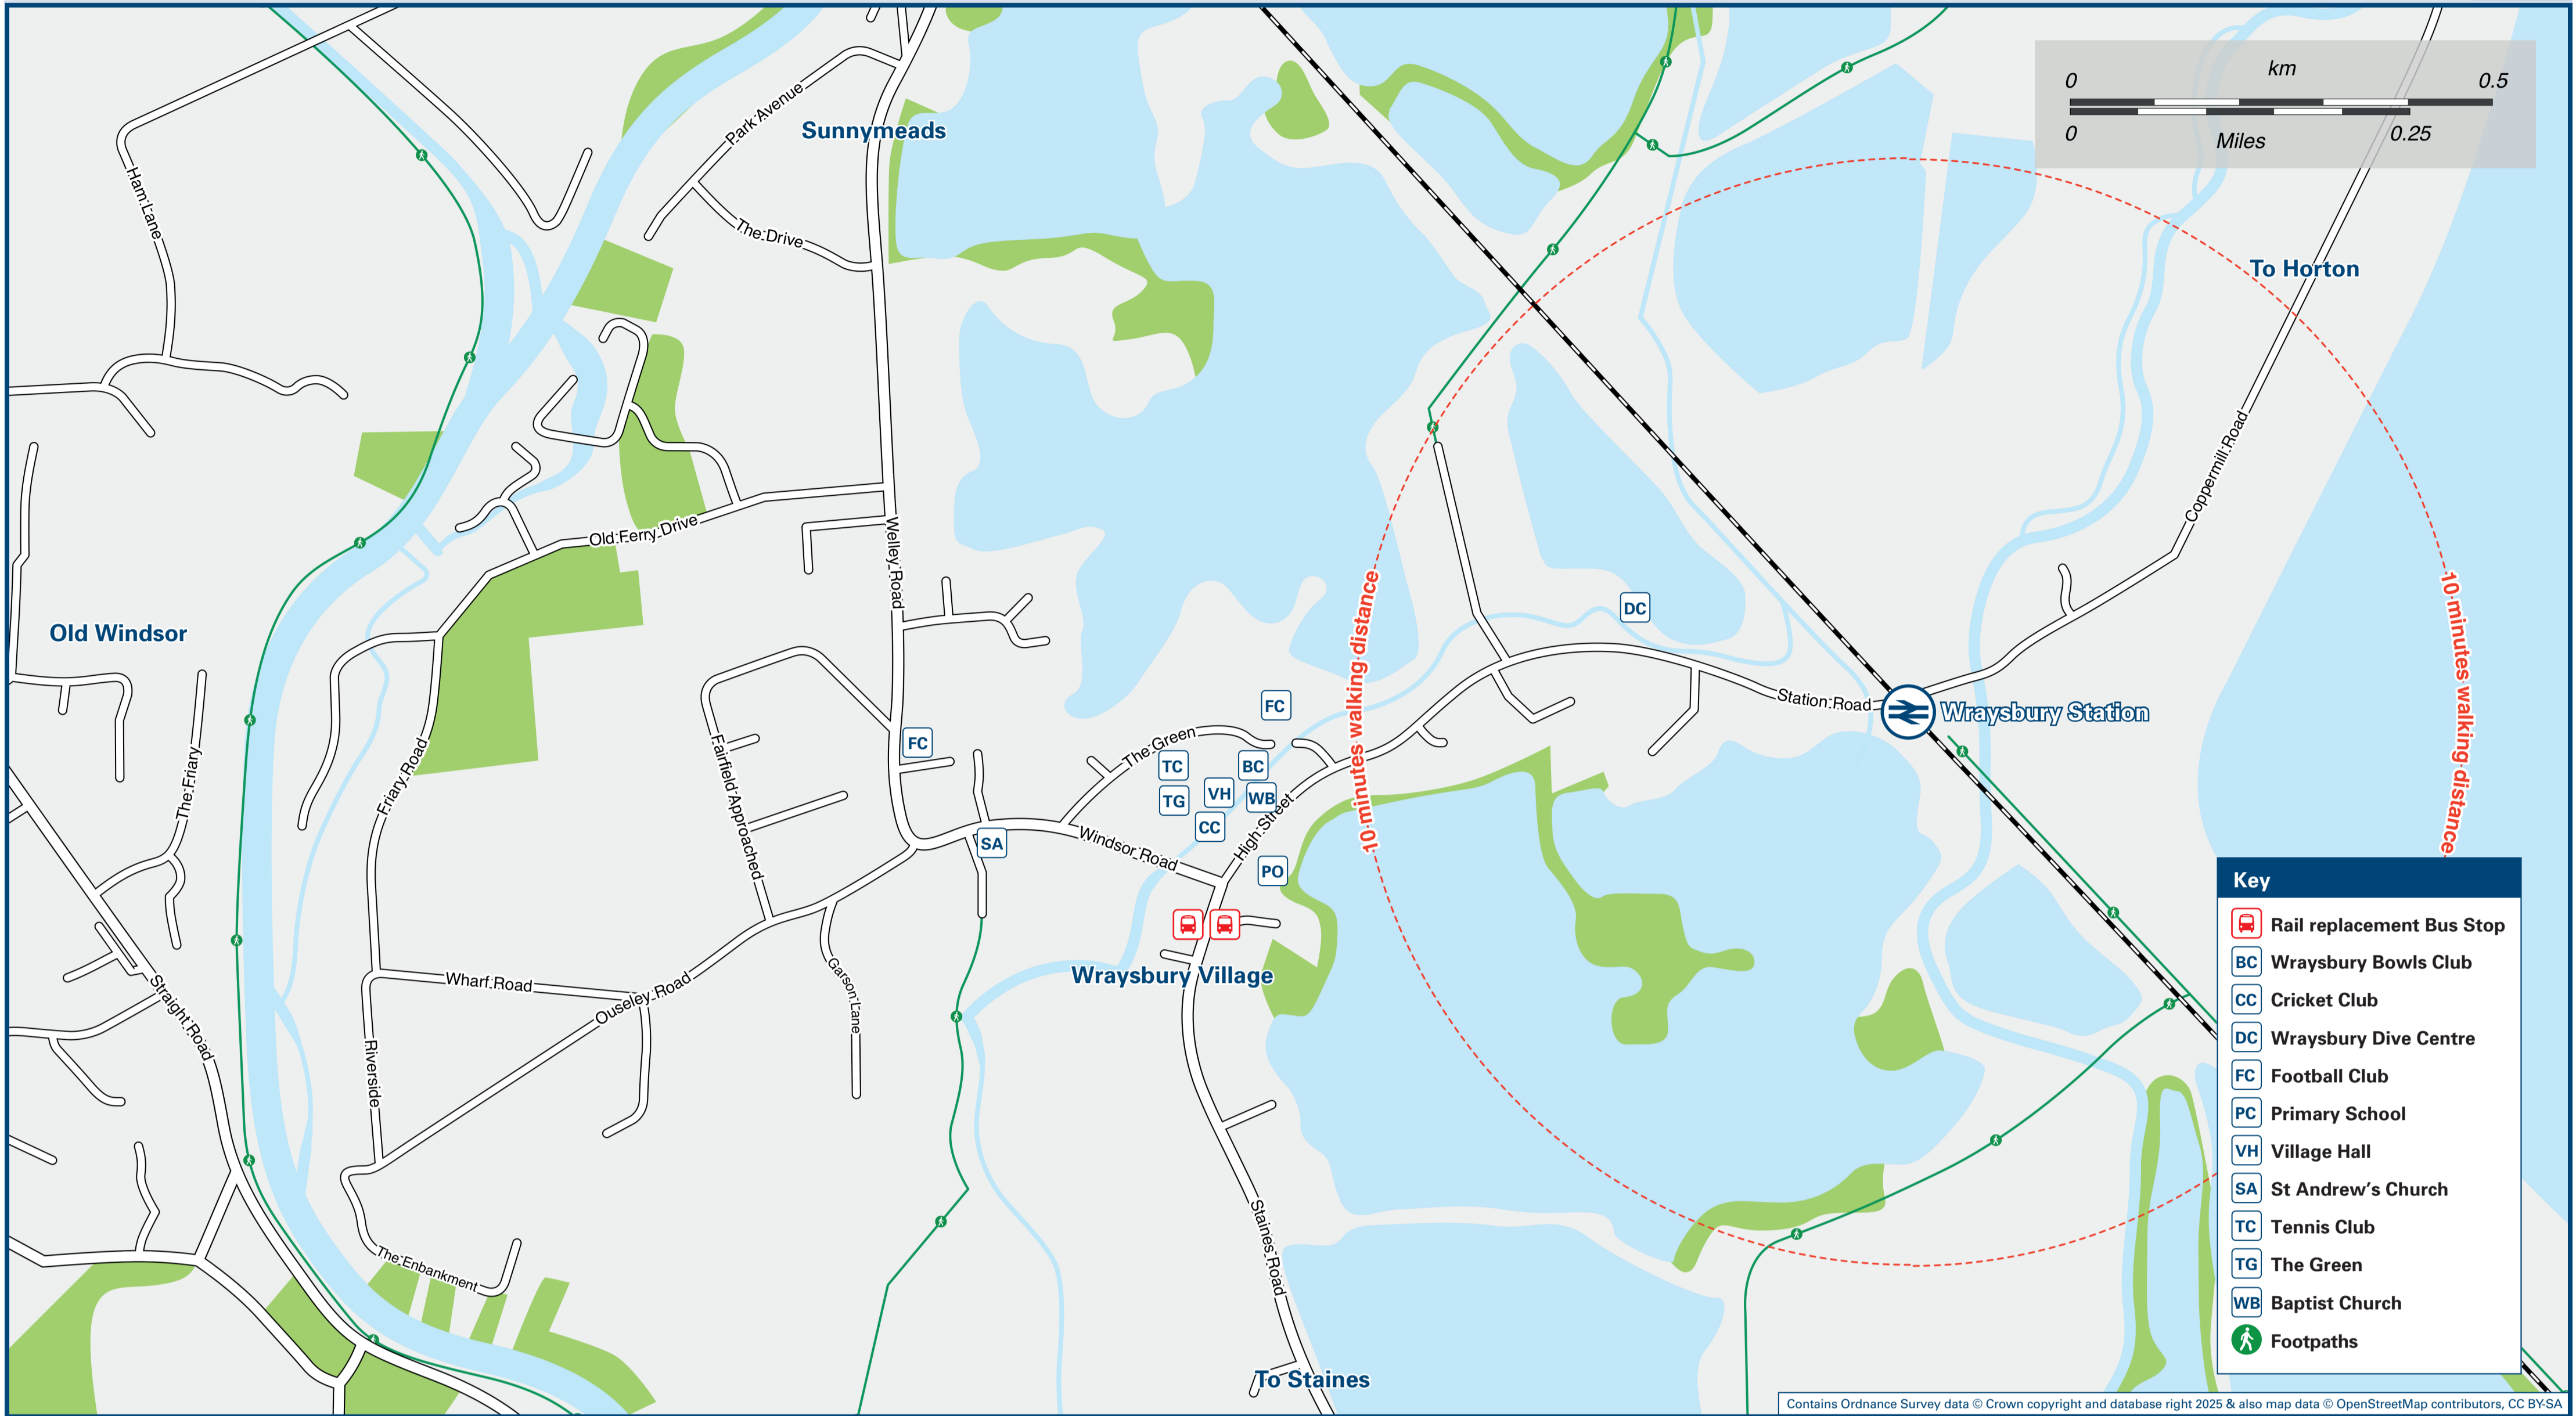 km
0
0.5
0
0.25
Miles
Park Avenue
Sunnymeads
Ham Lane
The Drive
To Horton
Coppermill Road
Old Ferry Drive
Welley Road
Old Windsor
10 minutes walking distance
10 minutes walking distance
DC
Station Road
Wraysbury Station
FC
FC
The Green
TC
BC
TG
VH
WB
CC
SA
Windsor Road
High Street
PO
Fairfield Approached
Friary Road
The Friary
Wraysbury Village
Straight Road
Wharf Road
Ouseley Road
Garson Lane
Riverside
The Enbankment
Staines Road
To Staines
Key
Rail replacement Bus Stop
BC Wraysbury Bowls Club
CC Cricket Club
DC Wraysbury Dive Centre
FC Football Club
PC Primary School
VH Village Hall
SA St Andrew’s Church
TC Tennis Club
TG The Green
WB Baptist Church
Footpaths
Contains Ordnance Survey data © Crown copyright and database right 2025 & also map data © OpenStreetMap contributors, CC BY-SA